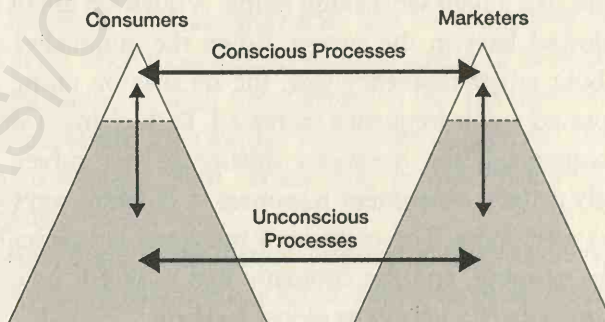 Consumers
Marketers
Conscious Processes
Unconscious
Processes